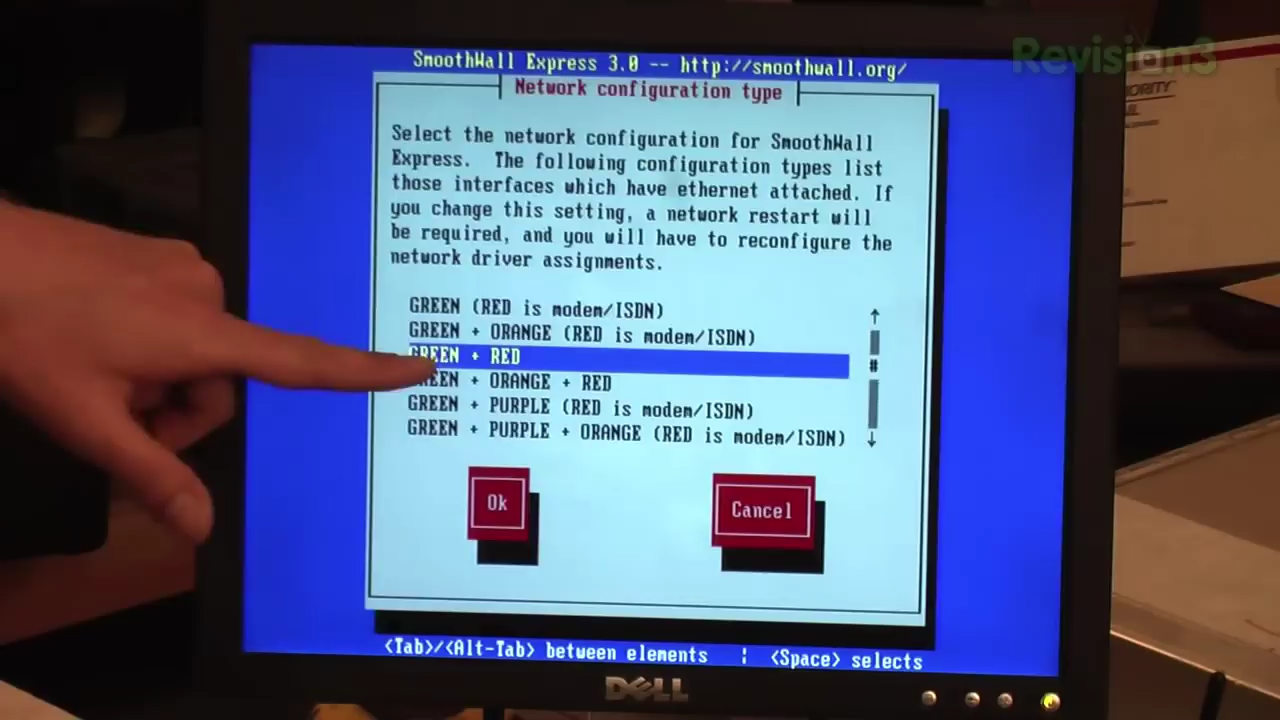 Revision3
SmoothWall Express 3.0 -- http://smoothwall.org/
Network configuration type
Select the network configuration for SmoothWall
Express. The following configuration types list
those interfaces which have ethernet attached. If
you change this setting, a network restart will
be required, and you will have to reconfigure the
network driver assignments.
GREEN (RED is modem/ISDN)
GREEN + ORANGE (RED is modem/ISDN)
GREEN + RED
GREEN + ORANGE + RED
GREEN + PURPLE (RED is modem/ISDN)
GREEN + PURPLE + ORANGE (RED is modem/ISDN)
Ok
Cancel
<Tab>/<Alt-Tab> between elements ¦ <Space> selects
DELL